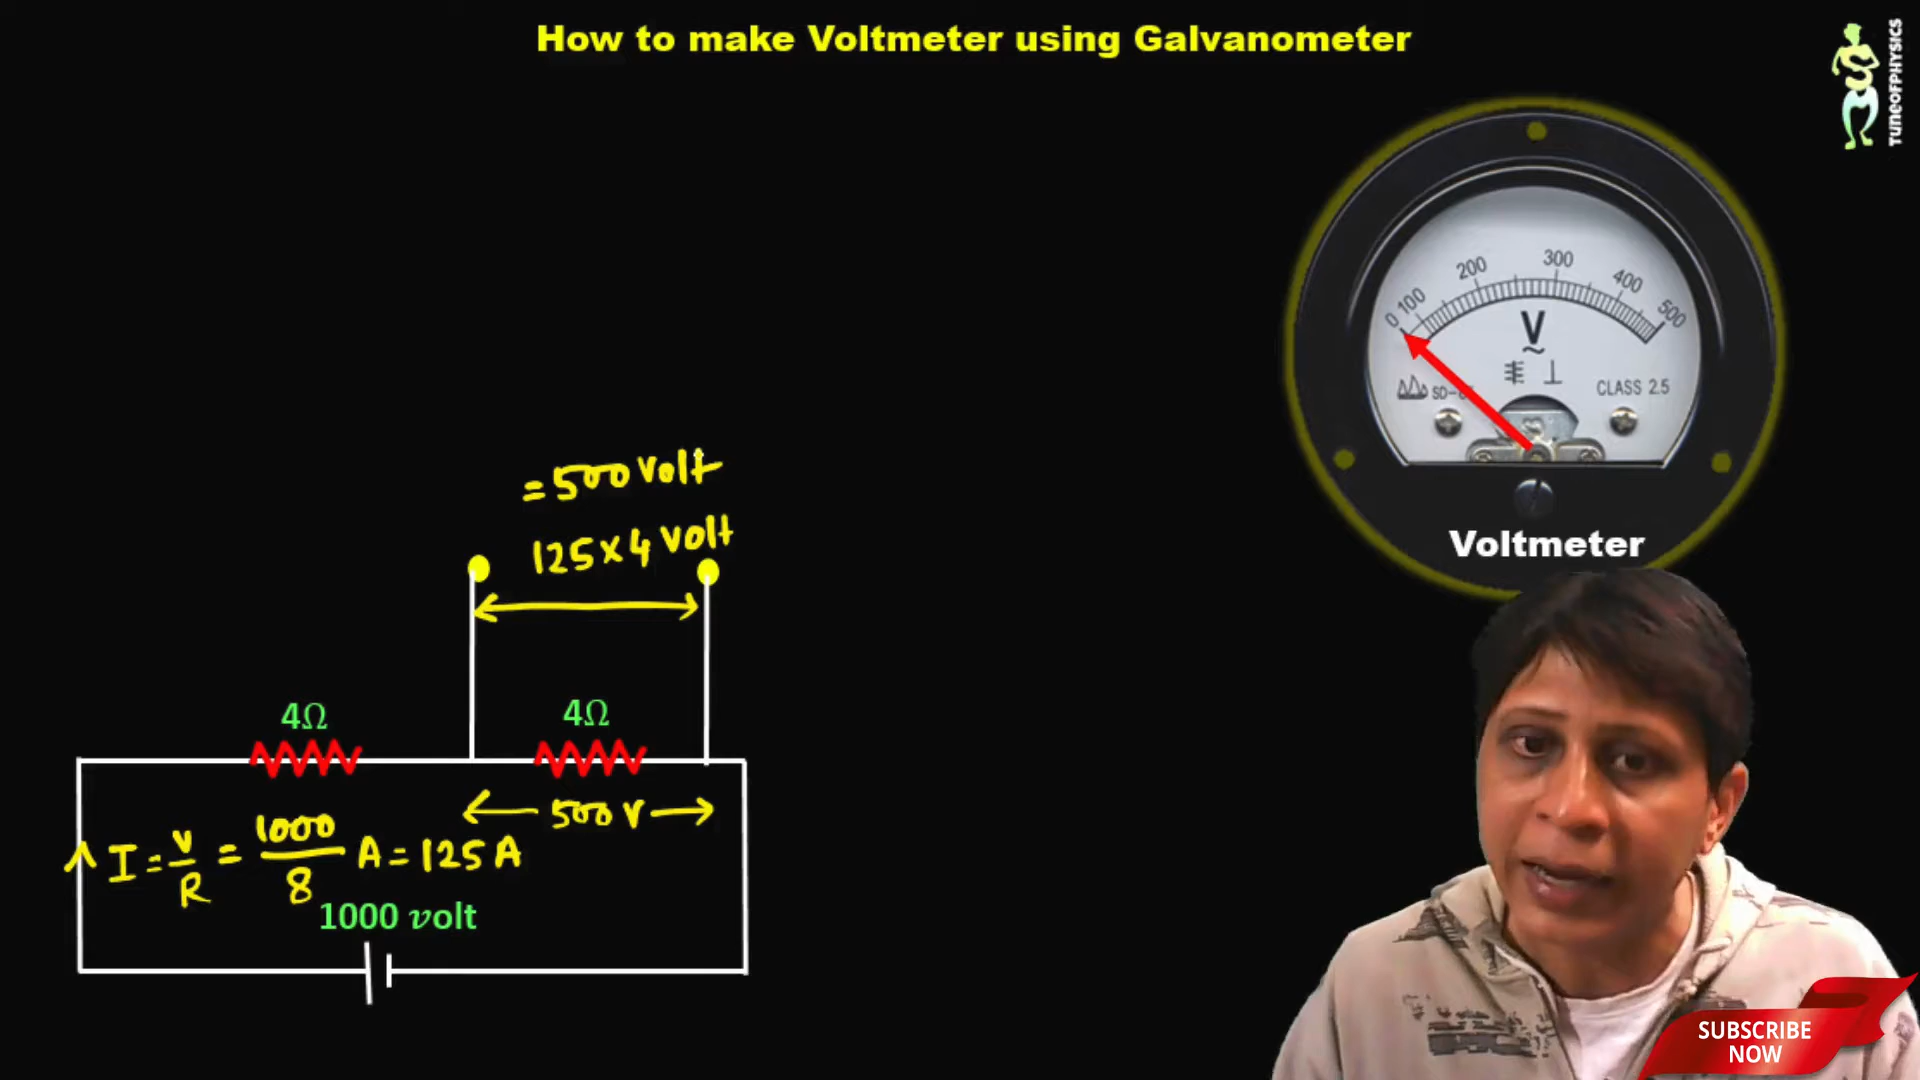 How to make Voltmeter using Galvanometer
TUNEOFPHYSICS
0 100 200 300 400 500
V
~
SD-
CLASS 2.5
Voltmeter
= 500 volt
125 × 4 volt
4Ω 4Ω
500 V
I = V/R = 1000/8 A = 125 A
1000 volt
SUBSCRIBE
NOW